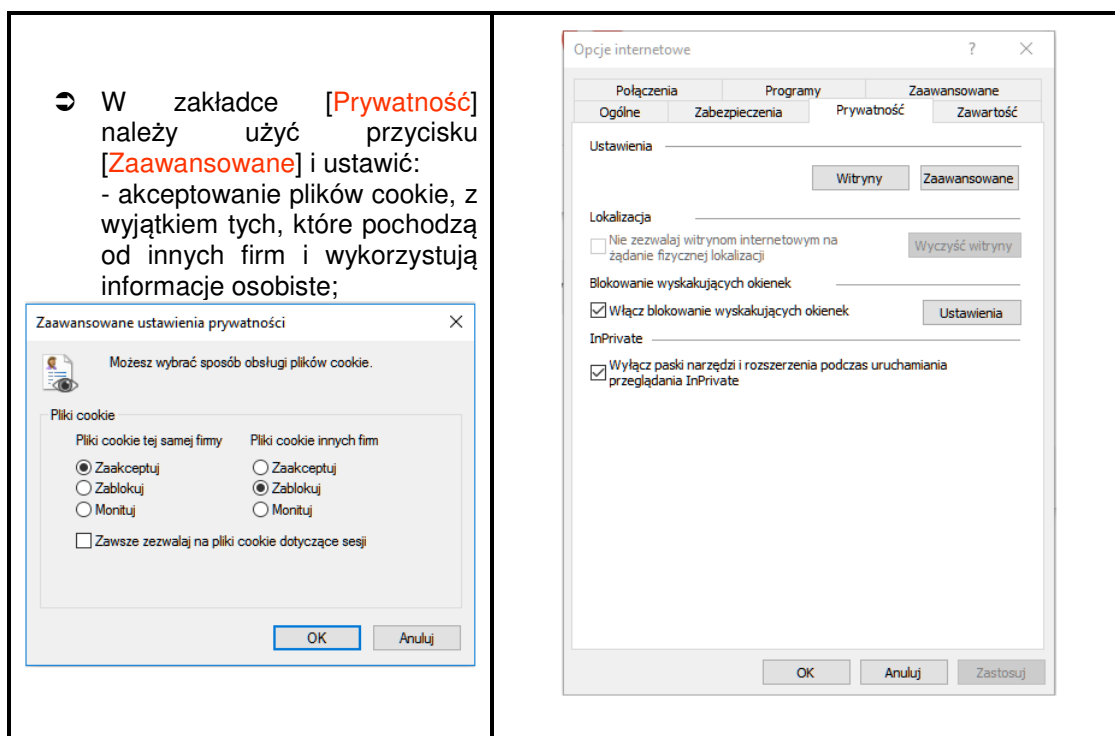 ➲ W zakładce [Prywatność]
należy użyć przycisku
[Zaawansowane] i ustawić:
- akceptowanie plików cookie, z
wyjątkiem tych, które pochodzą
od innych firm i wykorzystują
informacje osobiste;
Zaawansowane ustawienia prywatności
Możesz wybrać sposób obsługi plików cookie.
Pliki cookie
Pliki cookie tej samej firmy Pliki cookie innych firm
Zaakceptuj Zaakceptuj
Zablokuj Zablokuj
Monituj Monituj
Zawsze zezwalaj na pliki cookie dotyczące sesji
OK Anuluj
Opcje internetowe ?
Połączenia Programy Zaawansowane
Ogólne Zabezpieczenia Prywatność Zawartość
Ustawienia
Witryny Zaawansowane
Lokalizacja
Nie zezwalaj witrynom internetowym na
żądanie fizycznej lokalizacji
Wyczyść witryny
Blokowanie wyskakujących okienek
Włącz blokowanie wyskakujących okienek Ustawienia
InPrivate
Wyłącz paski narzędzi i rozszerzenia podczas uruchamiania
przeglądania InPrivate
OK Anuluj Zastosuj